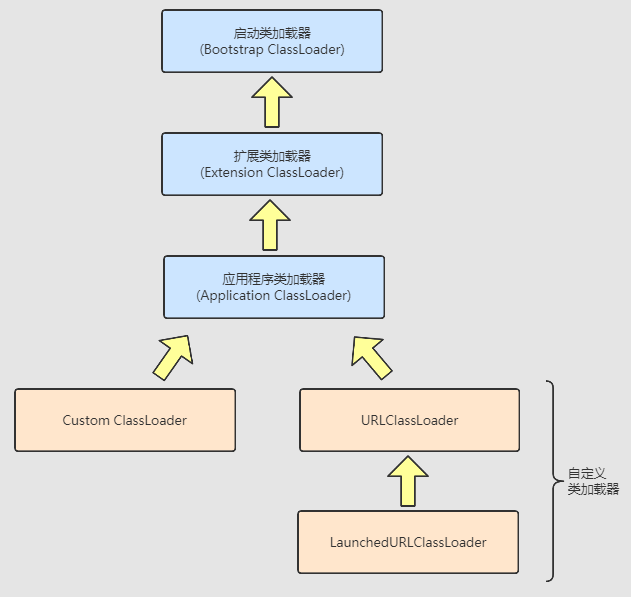 启动类加载器
(Bootstrap ClassLoader)
扩展类加载器
(Extension ClassLoader)
应用程序类加载器
(Application ClassLoader)
Custom ClassLoader
URLClassLoader
自定义
类加载器
LaunchedURLClassLoader